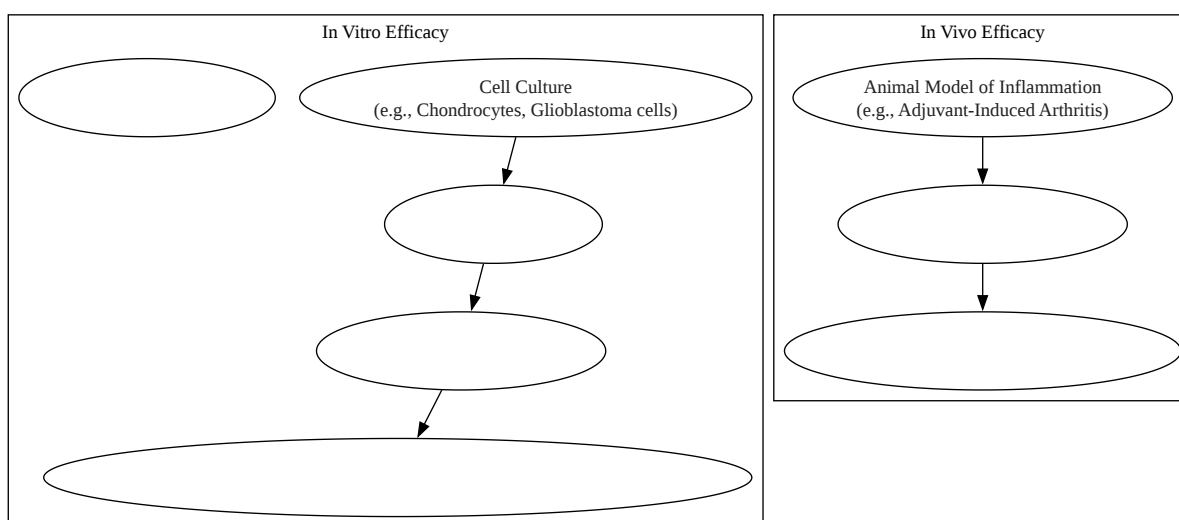 In Vitro Efficacy
Cell Culture
(e.g., Chondrocytes, Glioblastoma cells)
In Vivo Efficacy
Animal Model of Inflammation
(e.g., Adjuvant-Induced Arthritis)